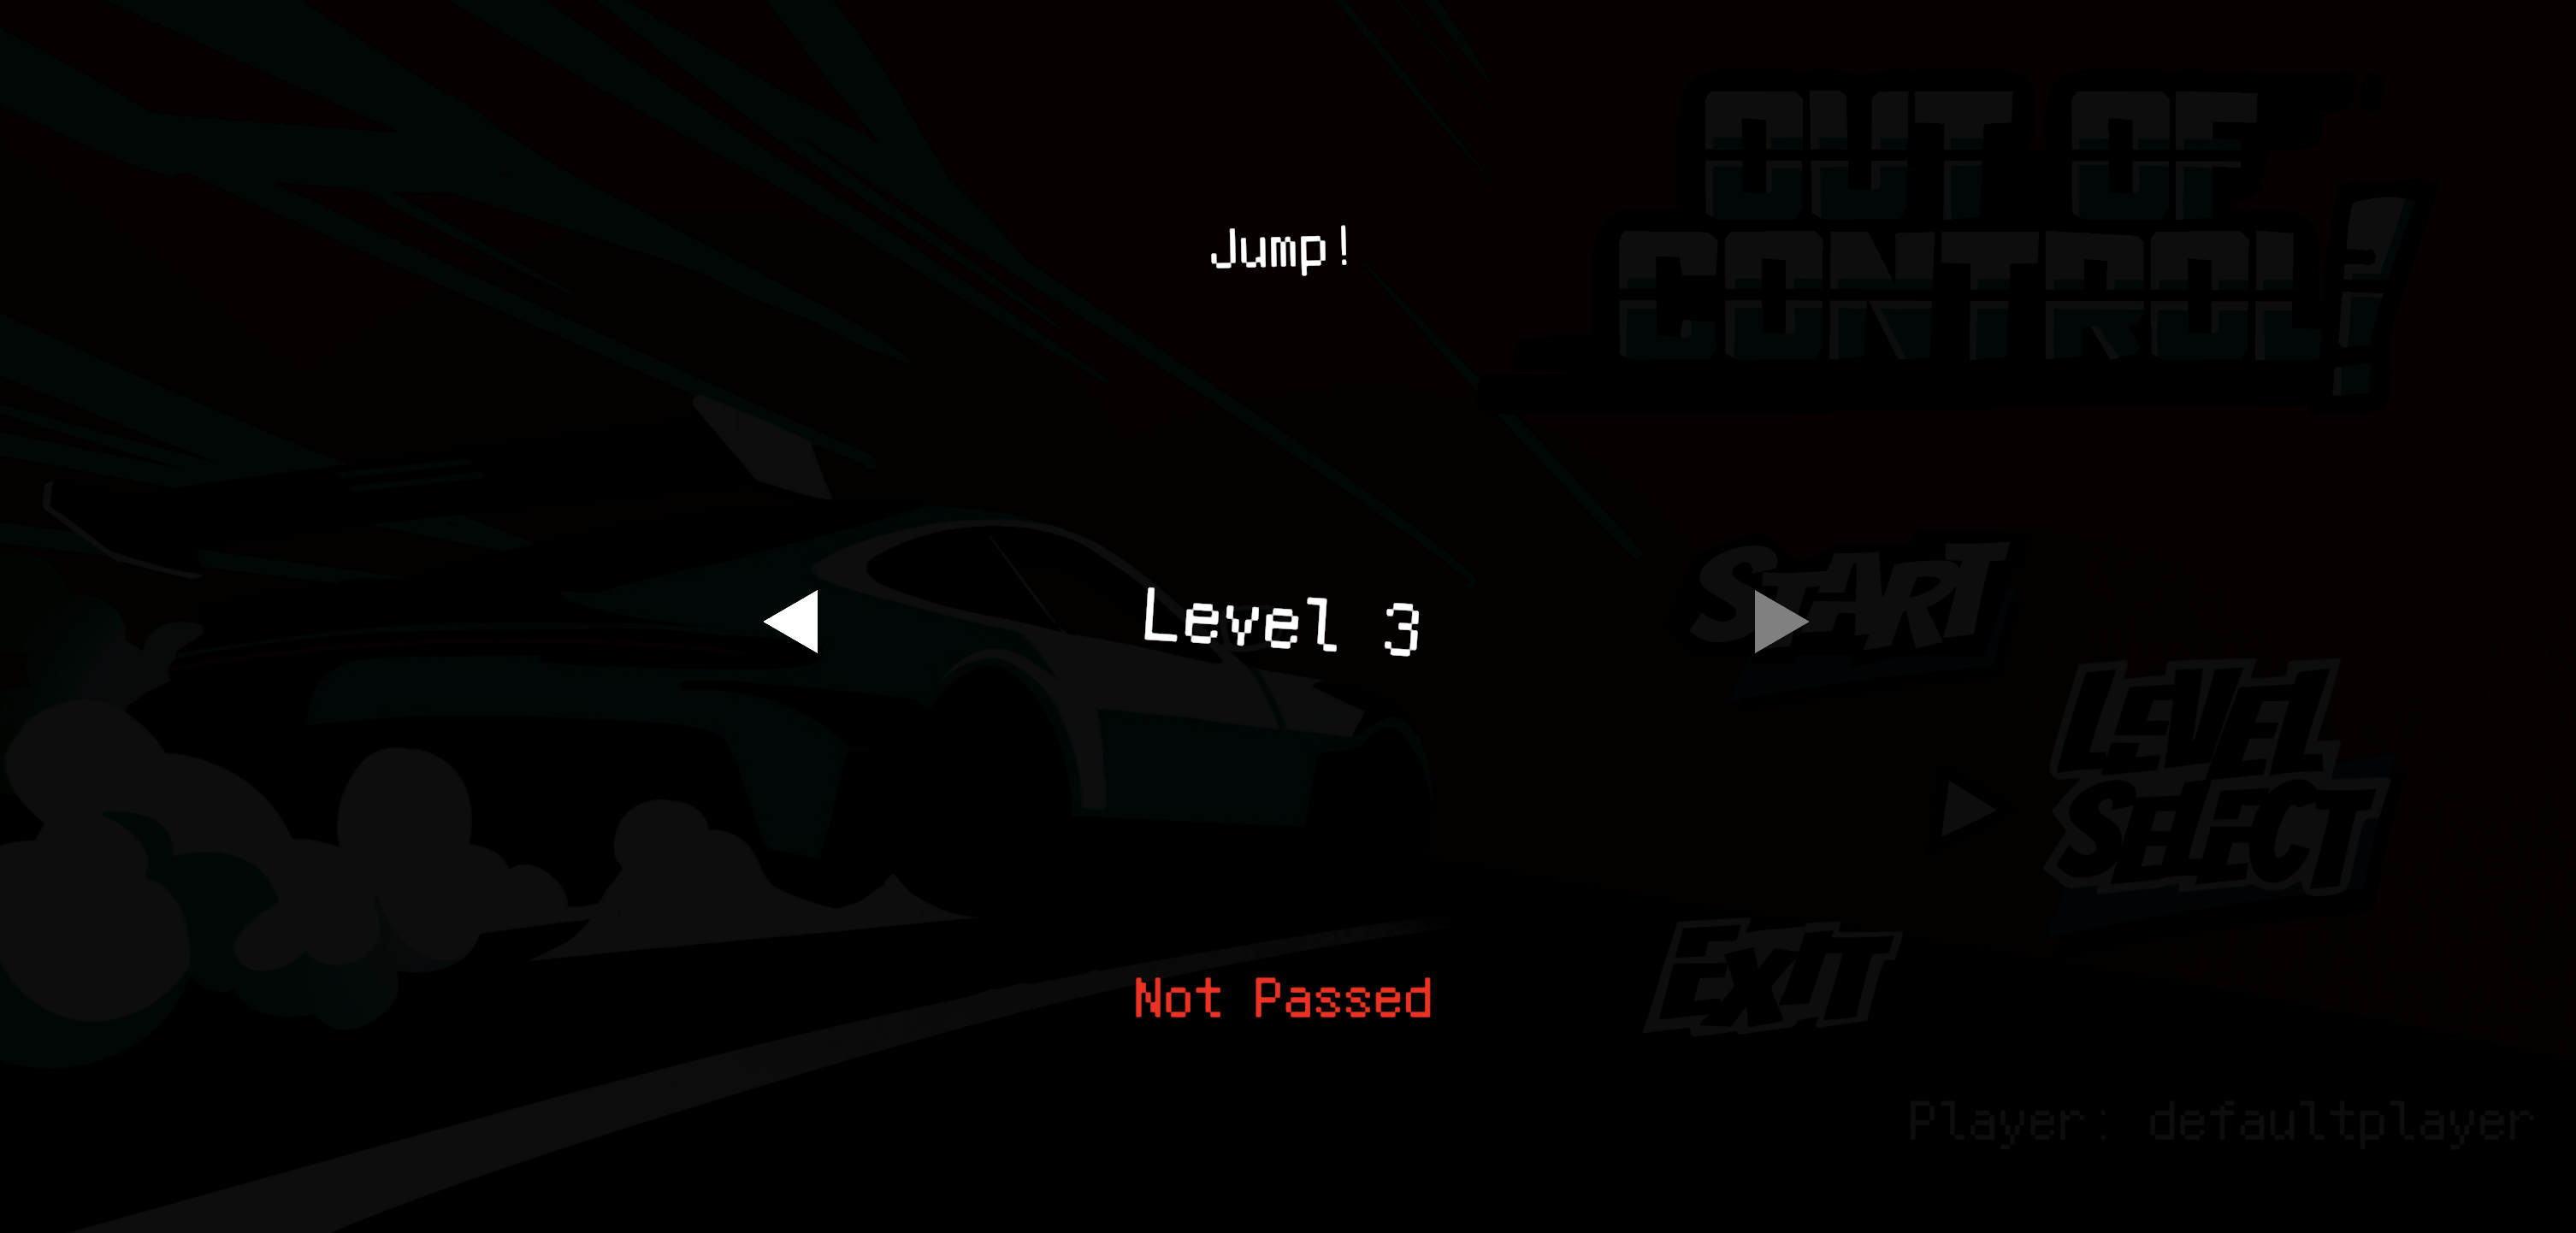 OUT OF
CONTROL!
Jump!
START
Level 3
LEVEL
SELECT
EXIT
Not Passed
Player: defaultplayer